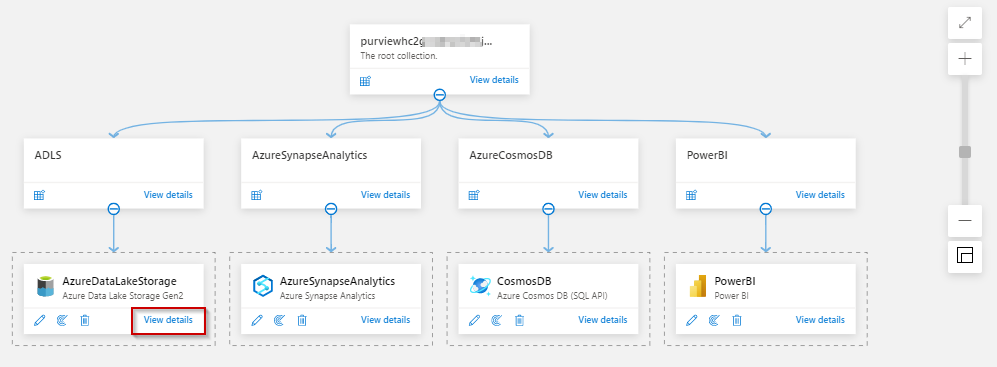 purviewhc2g
The root collection.
View details
ADLS
View details
AzureSynapseAnalytics
View details
AzureCosmosDB
View details
PowerBI
View details
AzureDataLakeStorage
Azure Data Lake Storage Gen2
View details
AzureSynapseAnalytics
Azure Synapse Analytics
View details
CosmosDB
Azure Cosmos DB (SQL API)
View details
PowerBI
Power BI
View details